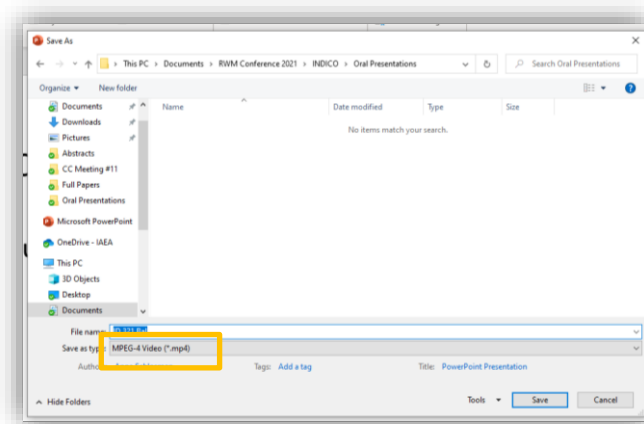 Save As
This PC › Documents › RWM Conference 2021 › INDICO › Oral Presentations
Search Oral Presentations
Organize
New folder
Documents
Downloads
Pictures
Abstracts
CC Meeting #11
Full Papers
Oral Presentations
Microsoft PowerPoint
OneDrive - IAEA
This PC
3D Objects
Desktop
Documents
Name
Date modified
Type
Size
No items match your search.
File name:
Save as type: MPEG-4 Video (*.mp4)
Tags: Add a tag
Title: PowerPoint Presentation
Hide Folders
Tools
Save
Cancel